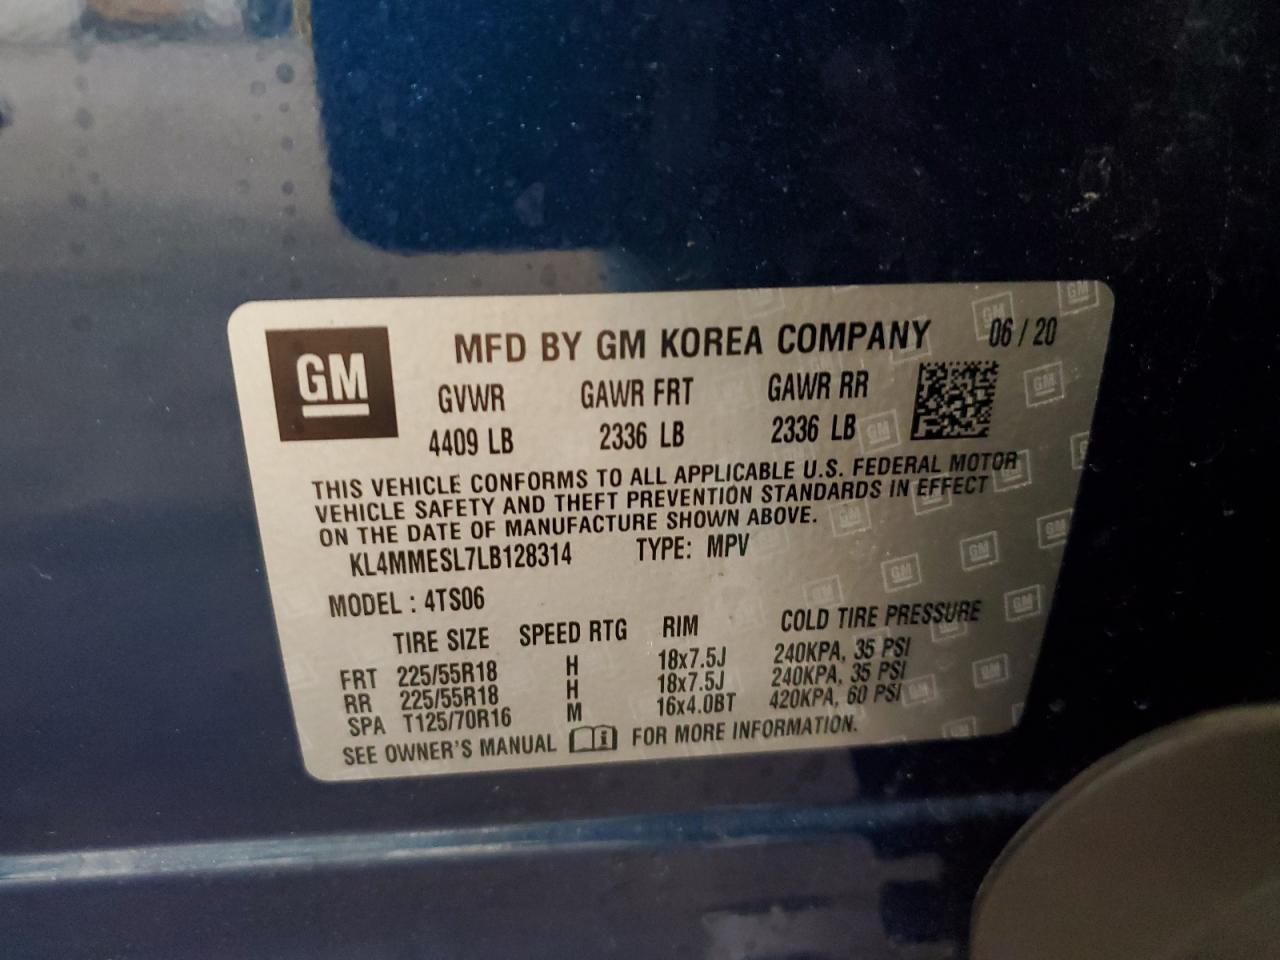 GM
MFD BY GM KOREA COMPANY 06 / 20
GVWR GAWR FRT GAWR RR
4409 LB 2336 LB 2336 LB
THIS VEHICLE CONFORMS TO ALL APPLICABLE U.S. FEDERAL MOTOR
VEHICLE SAFETY AND THEFT PREVENTION STANDARDS IN EFFECT
ON THE DATE OF MANUFACTURE SHOWN ABOVE.
KL4MMESL7LB128314 TYPE: MPV
MODEL : 4TS06
TIRE SIZE SPEED RTG RIM COLD TIRE PRESSURE
FRT 225/55R18 H 18x7.5J 240KPA, 35 PSI
RR 225/55R18 H 18x7.5J 240KPA, 35 PSI
SPA T125/70R16 M 16x4.0BT 420KPA, 60 PSI
SEE OWNER'S MANUAL FOR MORE INFORMATION.